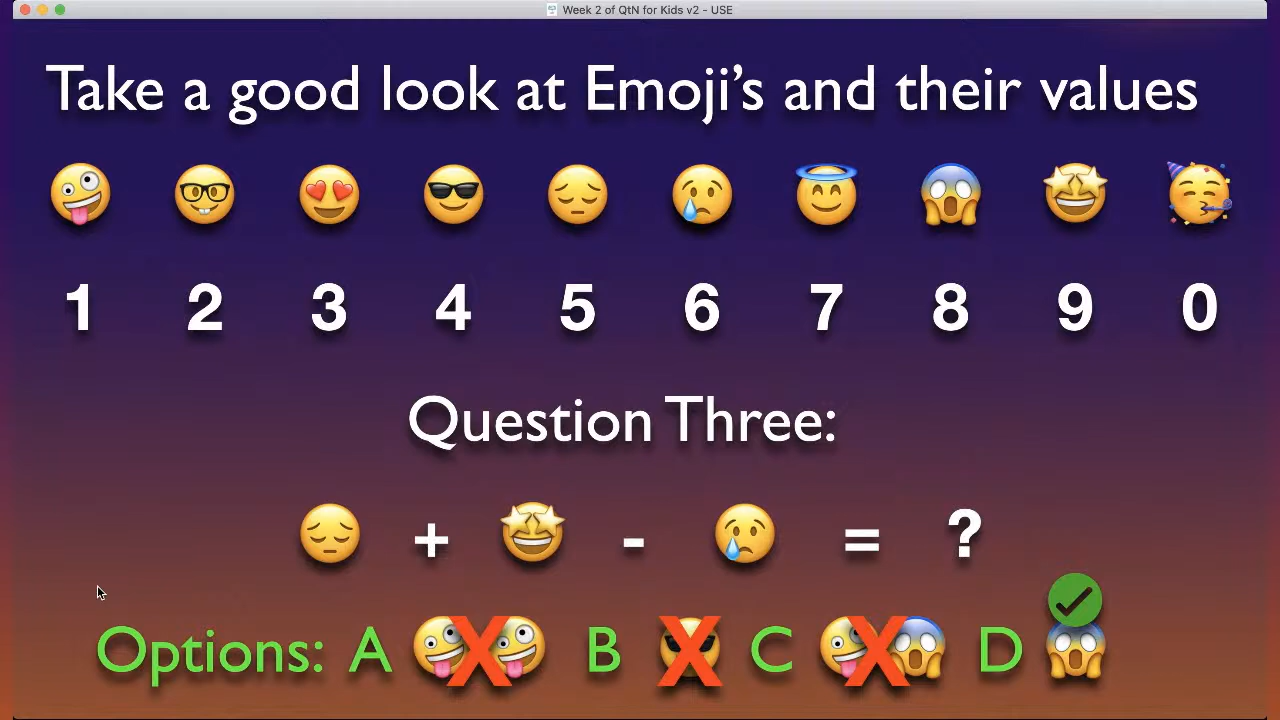 Week 2 of QtN for Kids v2 - USE
Take a good look at Emoji’s and their values
🤪 🤓 😍 😎 😔 😢 😇 😱 🤩 🥳
1 2 3 4 5 6 7 8 9 0
Question Three:
😔 + 🤩 - 😢 = ?
Options: A 🤪 X 🤪 B X C 🤪 X 😱 D 😱